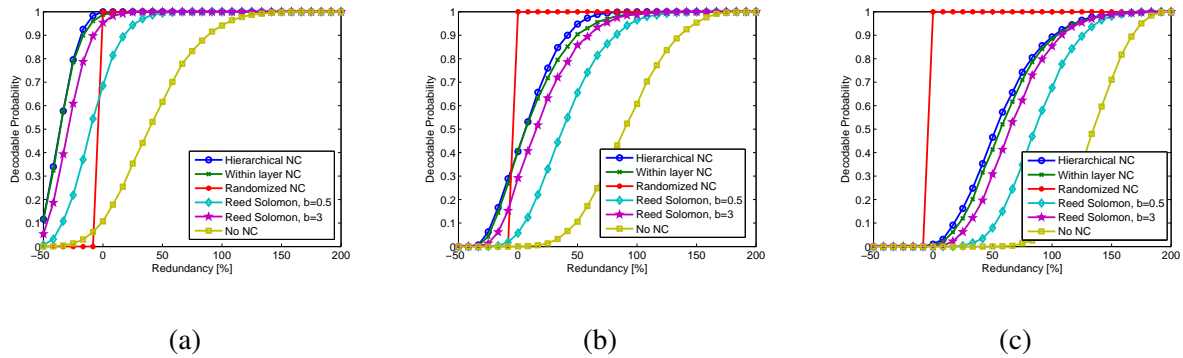 1
0.9
0.8
0.7
0.6
0.5
0.4
0.3
0.2
0.1
0
Decodable Probability
Hierarchical NC
Within layer NC
Randomized NC
Reed Solomon, b=0.5
Reed Solomon, b=3
No NC
−50 0 50 100 150 200
Redundancy [%]
(a)
1
0.9
0.8
0.7
0.6
0.5
0.4
0.3
0.2
0.1
0
Decodable Probability
Hierarchical NC
Within layer NC
Randomized NC
Reed Solomon, b=0.5
Reed Solomon, b=3
No NC
−50 0 50 100 150 200
Redundancy [%]
(b)
1
0.9
0.8
0.7
0.6
0.5
0.4
0.3
0.2
0.1
0
Decodable Probability
Hierarchical NC
Within layer NC
Randomized NC
Reed Solomon, b=0.5
Reed Solomon, b=3
No NC
−50 0 50 100 150 200
Redundancy [%]
(c)